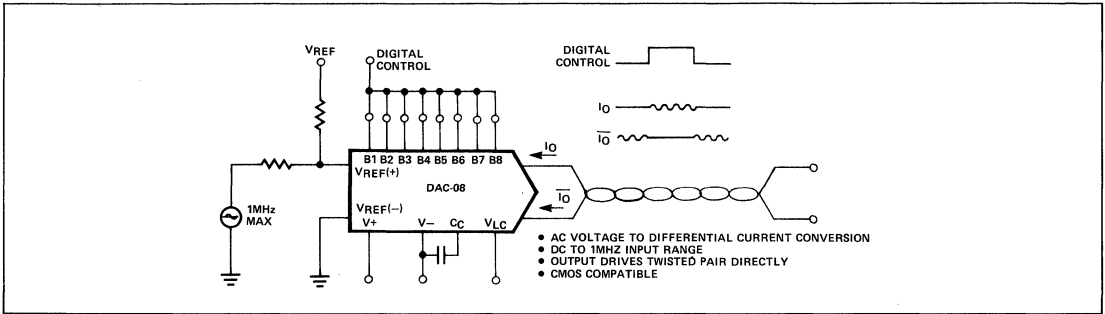 VREF
DIGITAL
CONTROL
DIGITAL
CONTROL
IO
IO
B1 B2 B3 B4 B5 B6 B7 B8
VREF(+)
DAC-08
VREF(–)
V+ V– CC VLC
1MHz
MAX
IO
IO
• AC VOLTAGE TO DIFFERENTIAL CURRENT CONVERSION
• DC TO 1MHZ INPUT RANGE
• OUTPUT DRIVES TWISTED PAIR DIRECTLY
• CMOS COMPATIBLE